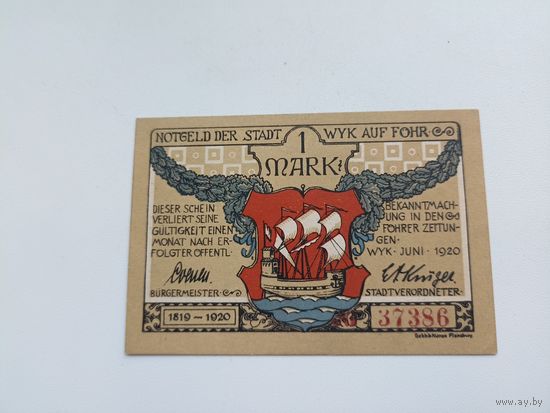 NOTGELD DER STADT WYK AUF FÖHR
1
MARK
DIESER SCHEIN
VERLIERT SEINE
GÜLTIGKEIT EINEN
MONAT NACH ER-
FOLGTER ÖFFENTL.
BEKANNTMACH-
UNG IN DEN
FÖHRER ZEITUN-
GEN.
WYK · JUNI · 1920
BÜRGERMEISTER
STADTVERORDNETER
1819 — 1920
37386
www.ay.by